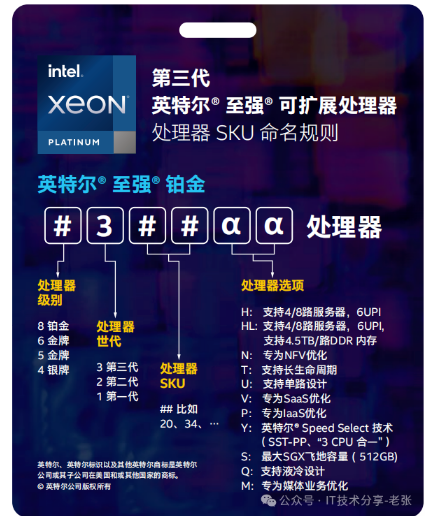 intel.
xeon®
PLATINUM
第三代
英特尔® 至强® 可扩展处理器
处理器 SKU 命名规则
英特尔® 至强® 铂金
# 3 # # α α 处理器
处理器
级别
8 铂金
6 金牌
5 金牌
4 银牌
处理器
世代
3 第三代
2 第二代
1 第一代
处理器
SKU
## 比如
20、34、…
处理器选项
H: 支持4/8路服务器，6UPI
HL: 支持4/8路服务器，6UPI,
支持4.5TB/路DDR 内存
N: 专为NFV优化
T: 支持长生命周期
U: 支持单路设计
V: 专为SaaS优化
P: 专为IaaS优化
Y: 英特尔® Speed Select 技术
( SST-PP、“3 CPU 合一” )
S: 最大SGX飞地容量 ( 512GB)
Q: 支持液冷设计
M: 专为媒体业务优化
英特尔、英特尔标识以及其他英特尔商标是英特尔
公司或其子公司在美国和或其他国家的商标。
© 英特尔公司版权所有
公众号 · IT技术分享-老张